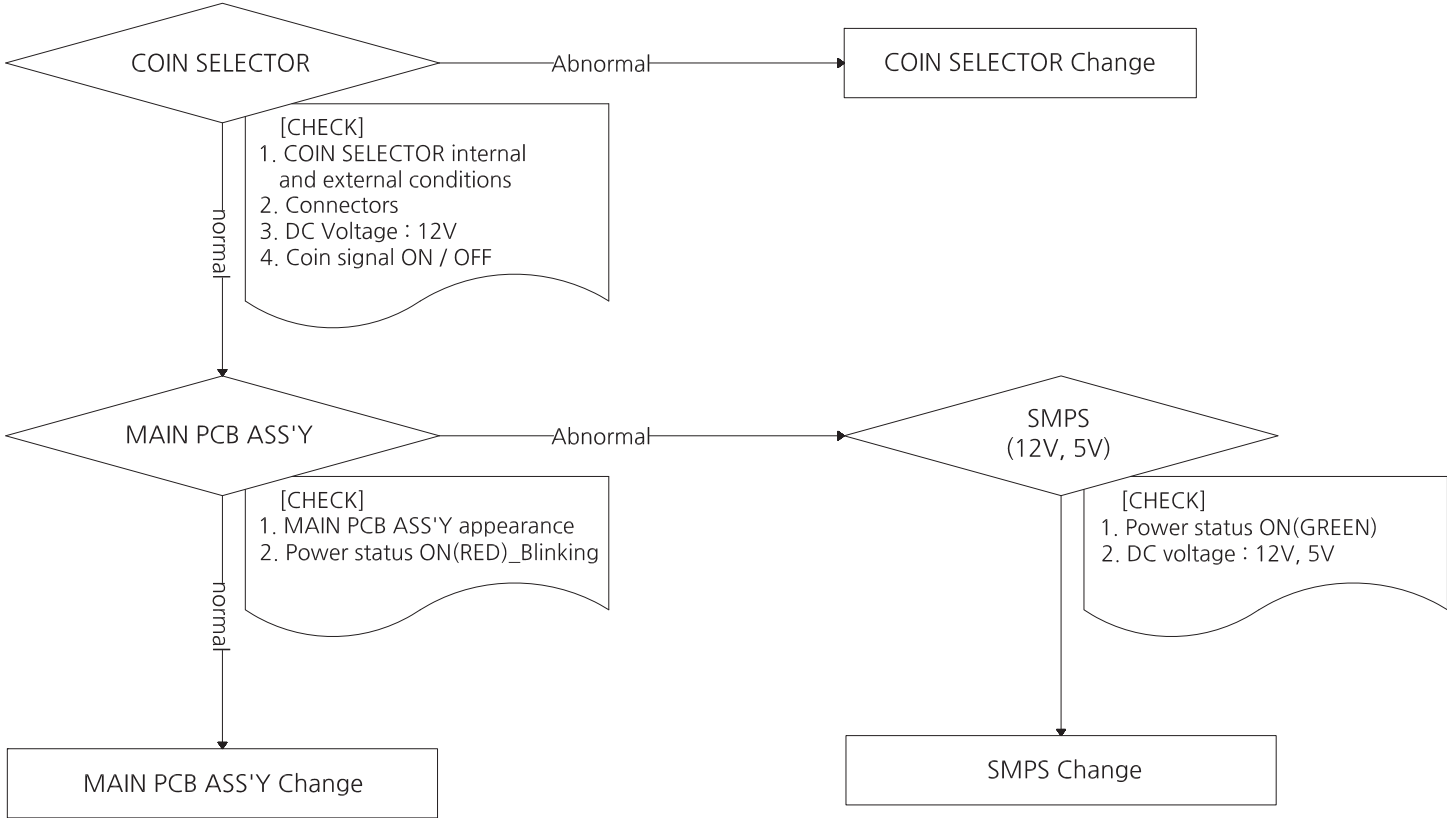 COIN SELECTOR
Abnormal
COIN SELECTOR Change
[CHECK]
1. COIN SELECTOR internal
and external conditions
2. Connectors
3. DC Voltage : 12V
4. Coin signal ON / OFF
normal
MAIN PCB ASS'Y
Abnormal
SMPS
(12V, 5V)
[CHECK]
1. MAIN PCB ASS'Y appearance
2. Power status ON(RED)_Blinking
[CHECK]
1. Power status ON(GREEN)
2. DC voltage : 12V, 5V
normal
MAIN PCB ASS'Y Change
SMPS Change